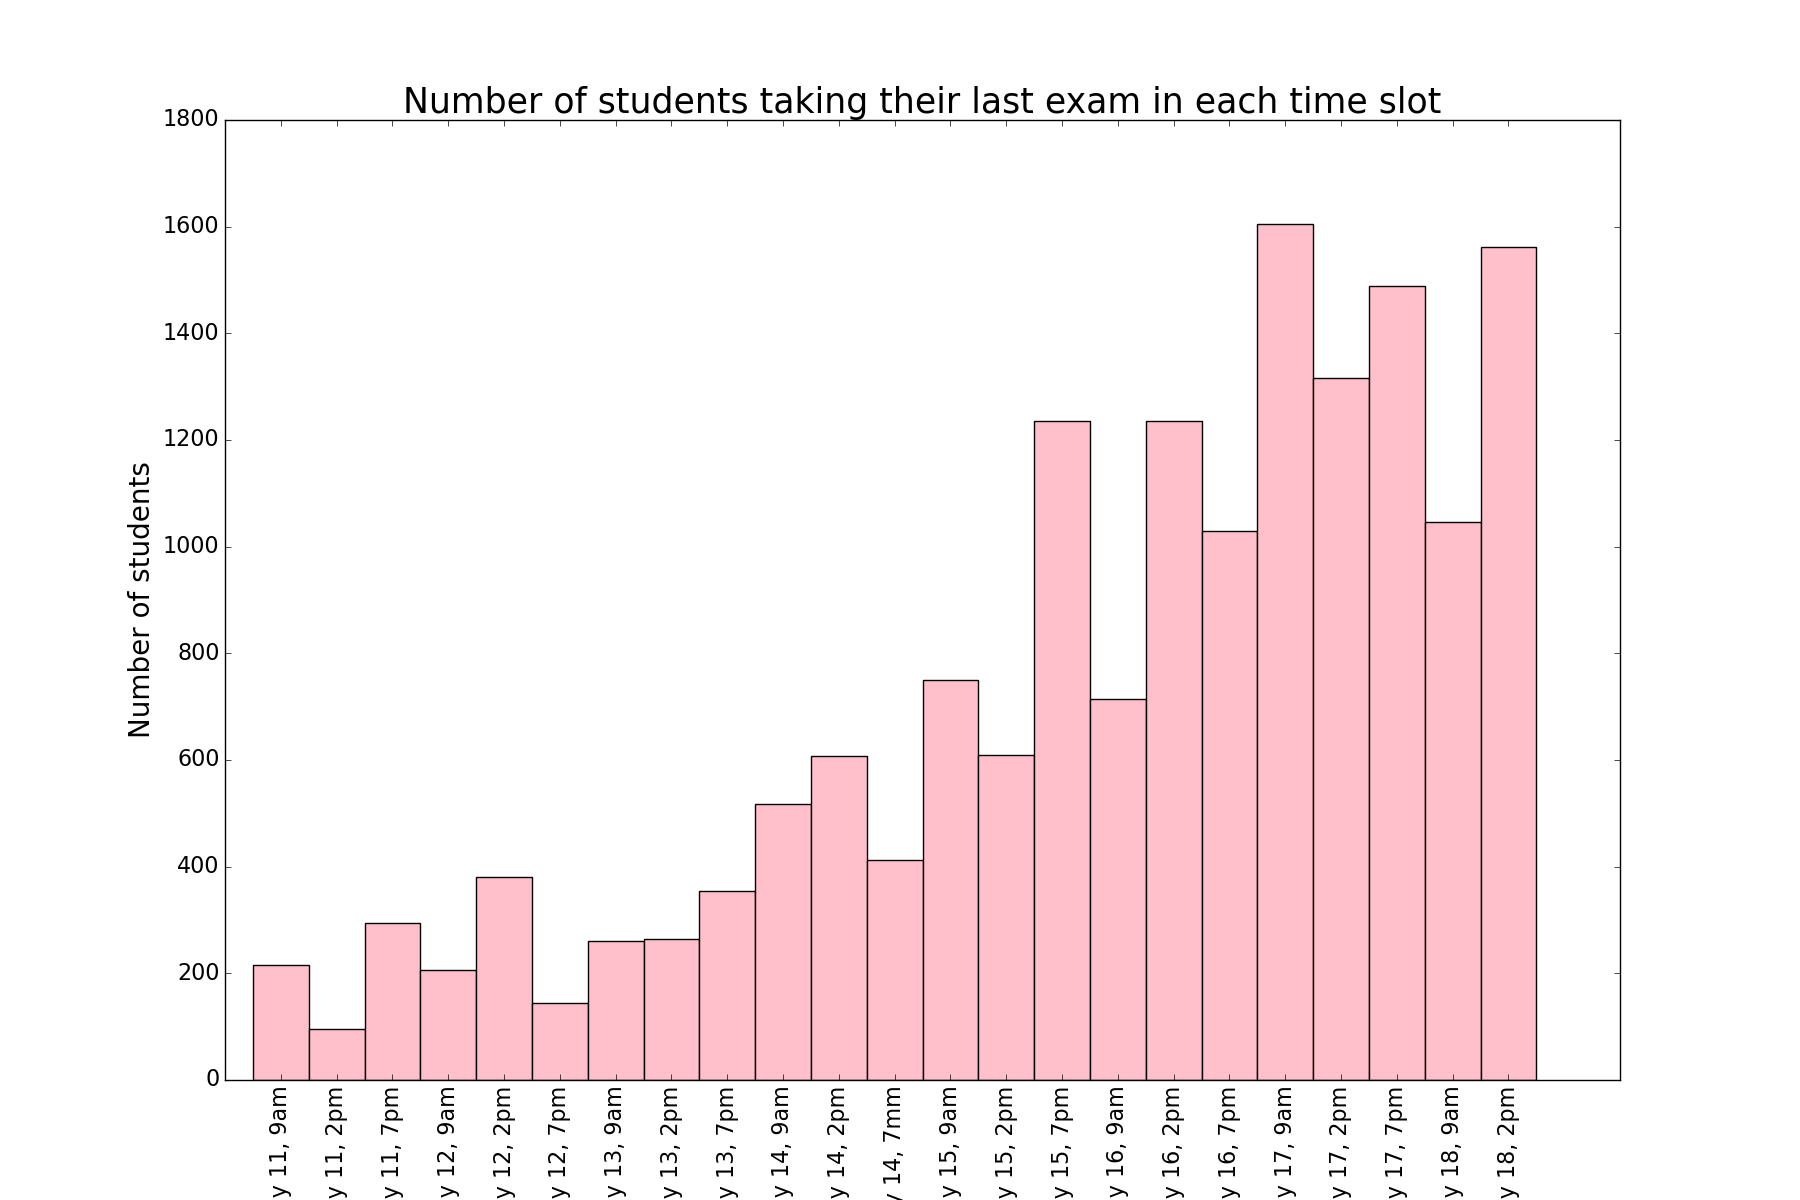 Number of students taking their last exam in each time slot
1800
1600
1400
1200
1000
800
600
400
200
0
Number of students
y 11, 9am
y 11, 2pm
y 11, 7pm
y 12, 9am
y 12, 2pm
y 12, 7pm
y 13, 9am
y 13, 2pm
y 13, 7pm
y 14, 9am
y 14, 2pm
y 14, 7mm
y 15, 9am
y 15, 2pm
y 15, 7pm
y 16, 9am
y 16, 2pm
y 16, 7pm
y 17, 9am
y 17, 2pm
y 17, 7pm
y 18, 9am
y 18, 2pm